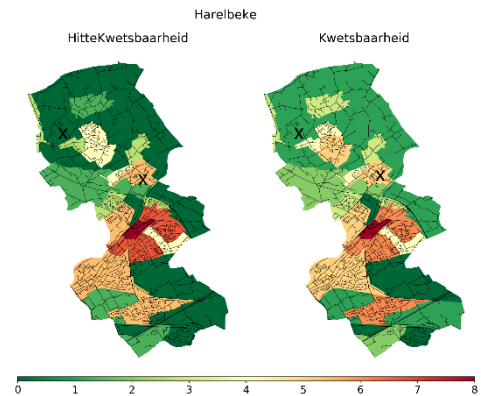 Harelbeke
HitteKwetsbaarheid Kwetsbaarheid
X X
X X
0 1 2 3 4 5 6 7 8